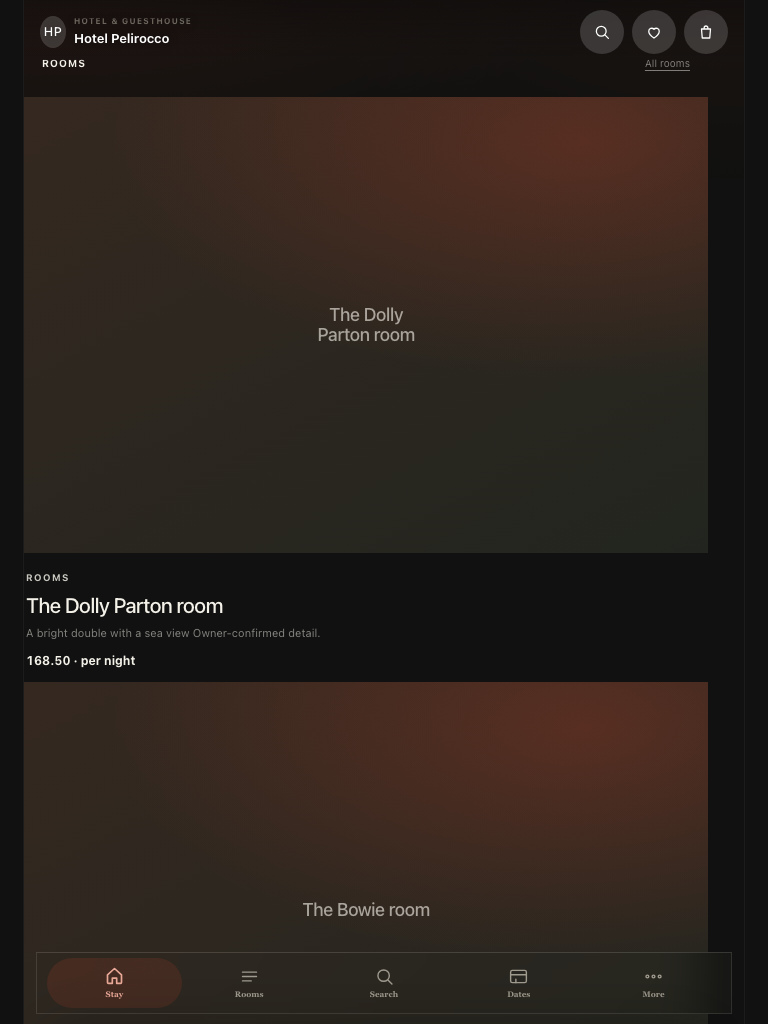 HP
HOTEL & GUESTHOUSE
Hotel Pelirocco
ROOMS
All rooms
The Dolly
Parton room
ROOMS
The Dolly Parton room
A bright double with a sea view Owner-confirmed detail.
168.50 · per night
The Bowie room
Stay
Rooms
Search
Dates
More